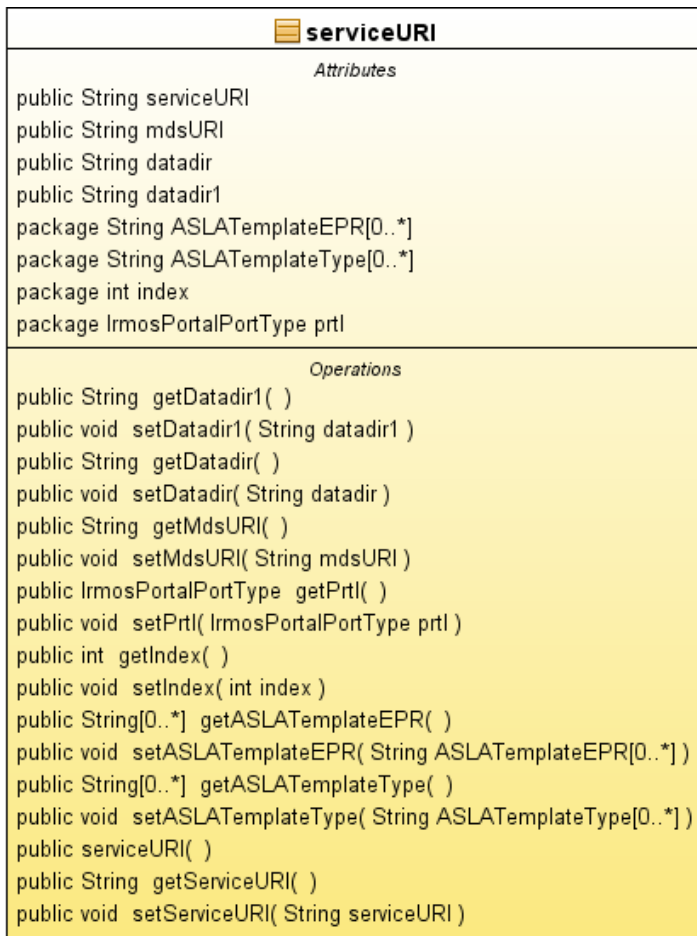 serviceURI
Attributes
public String serviceURI
public String mdsURI
public String datadir
public String datadir1
package String ASLATemplateEPR[0..*]
package String ASLATemplateType[0..*]
package int index
package IrmosPortalPortType prtl
Operations
public String getDatadir1( )
public void setDatadir1( String datadir1 )
public String getDatadir( )
public void setDatadir( String datadir )
public String getMdsURI( )
public void setMdsURI( String mdsURI )
public IrmosPortalPortType getPrtl( )
public void setPrtl( IrmosPortalPortType prtl )
public int getIndex( )
public void setIndex( int index )
public String[0..*] getASLATemplateEPR( )
public void setASLATemplateEPR( String ASLATemplateEPR[0..*] )
public String[0..*] getASLATemplateType( )
public void setASLATemplateType( String ASLATemplateType[0..*] )
public serviceURI( )
public String getServiceURI( )
public void setServiceURI( String serviceURI )